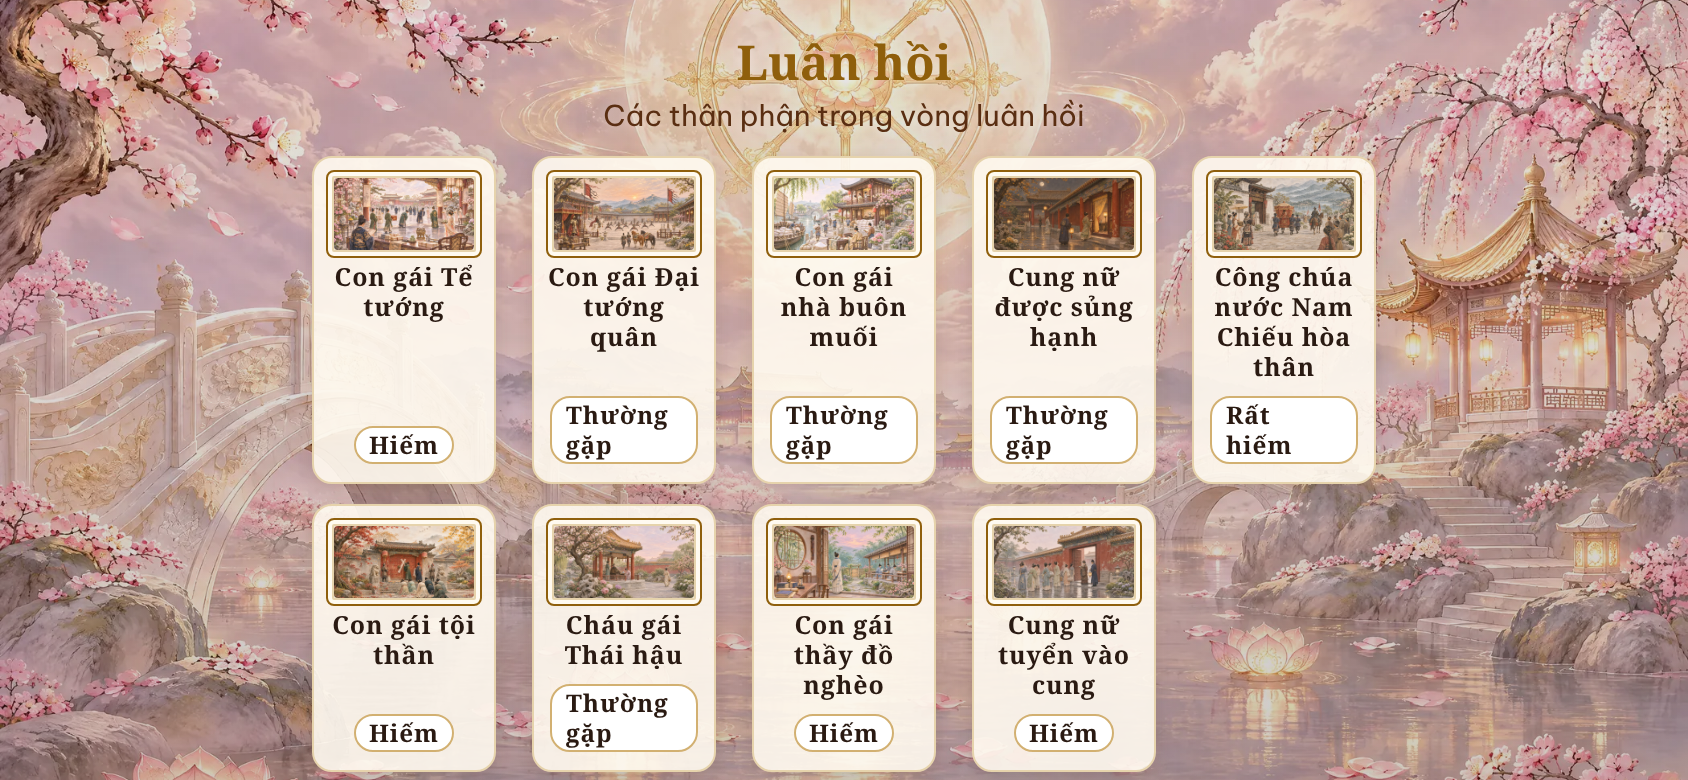 Luân hồi
Các thân phận trong vòng luân hồi
Con gái Tể
tướng
Hiếm
Con gái Đại
tướng
quân
Thường
gặp
Con gái
nhà buôn
muối
Thường
gặp
Cung nữ
được sủng
hạnh
Thường
gặp
Công chúa
nước Nam
Chiếu hòa
thân
Rất
hiếm
Con gái tội
thần
Hiếm
Cháu gái
Thái hậu
Thường
gặp
Con gái
thầy đồ
nghèo
Hiếm
Cung nữ
tuyển vào
cung
Hiếm